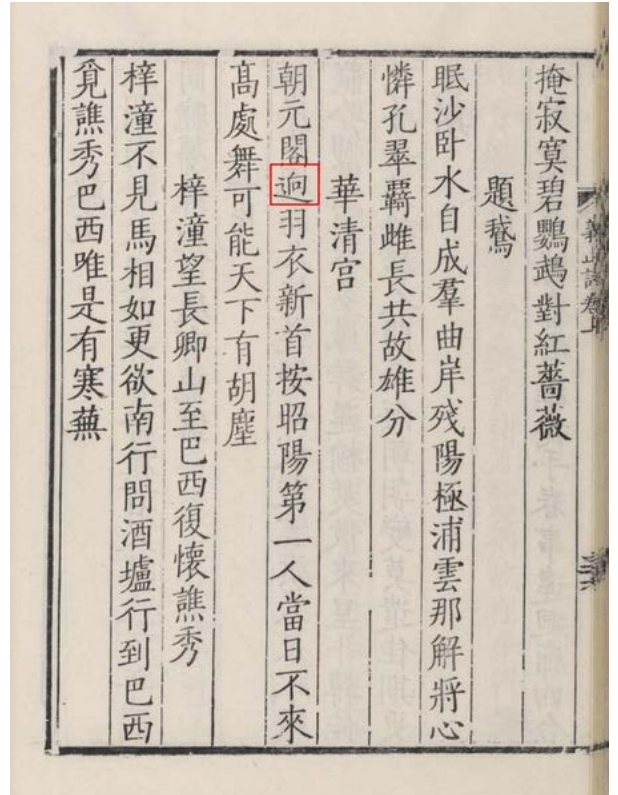 掩寂寞碧鸚鵡對紅薔薇
題鵞
眠沙卧水自成羣曲岸殘陽極浦雲那解將心
憐孔翠覊雌長共故雄分
華清宮
朝元閣逈羽衣新首按昭陽第一人當日不來
高處舞可能天下有胡塵
梓潼望長卿山至巴西復懷譙秀
梓潼不見馬相如更欲南行問酒壚行到巴西
覓譙秀巴西唯是有寒蕪